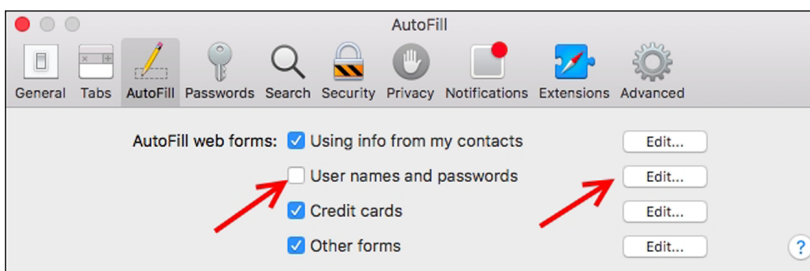 AutoFill
General Tabs AutoFill Passwords Search Security Privacy Notifications Extensions Advanced
AutoFill web forms: Using info from my contacts Edit...
User names and passwords Edit...
Credit cards Edit...
Other forms Edit...
?